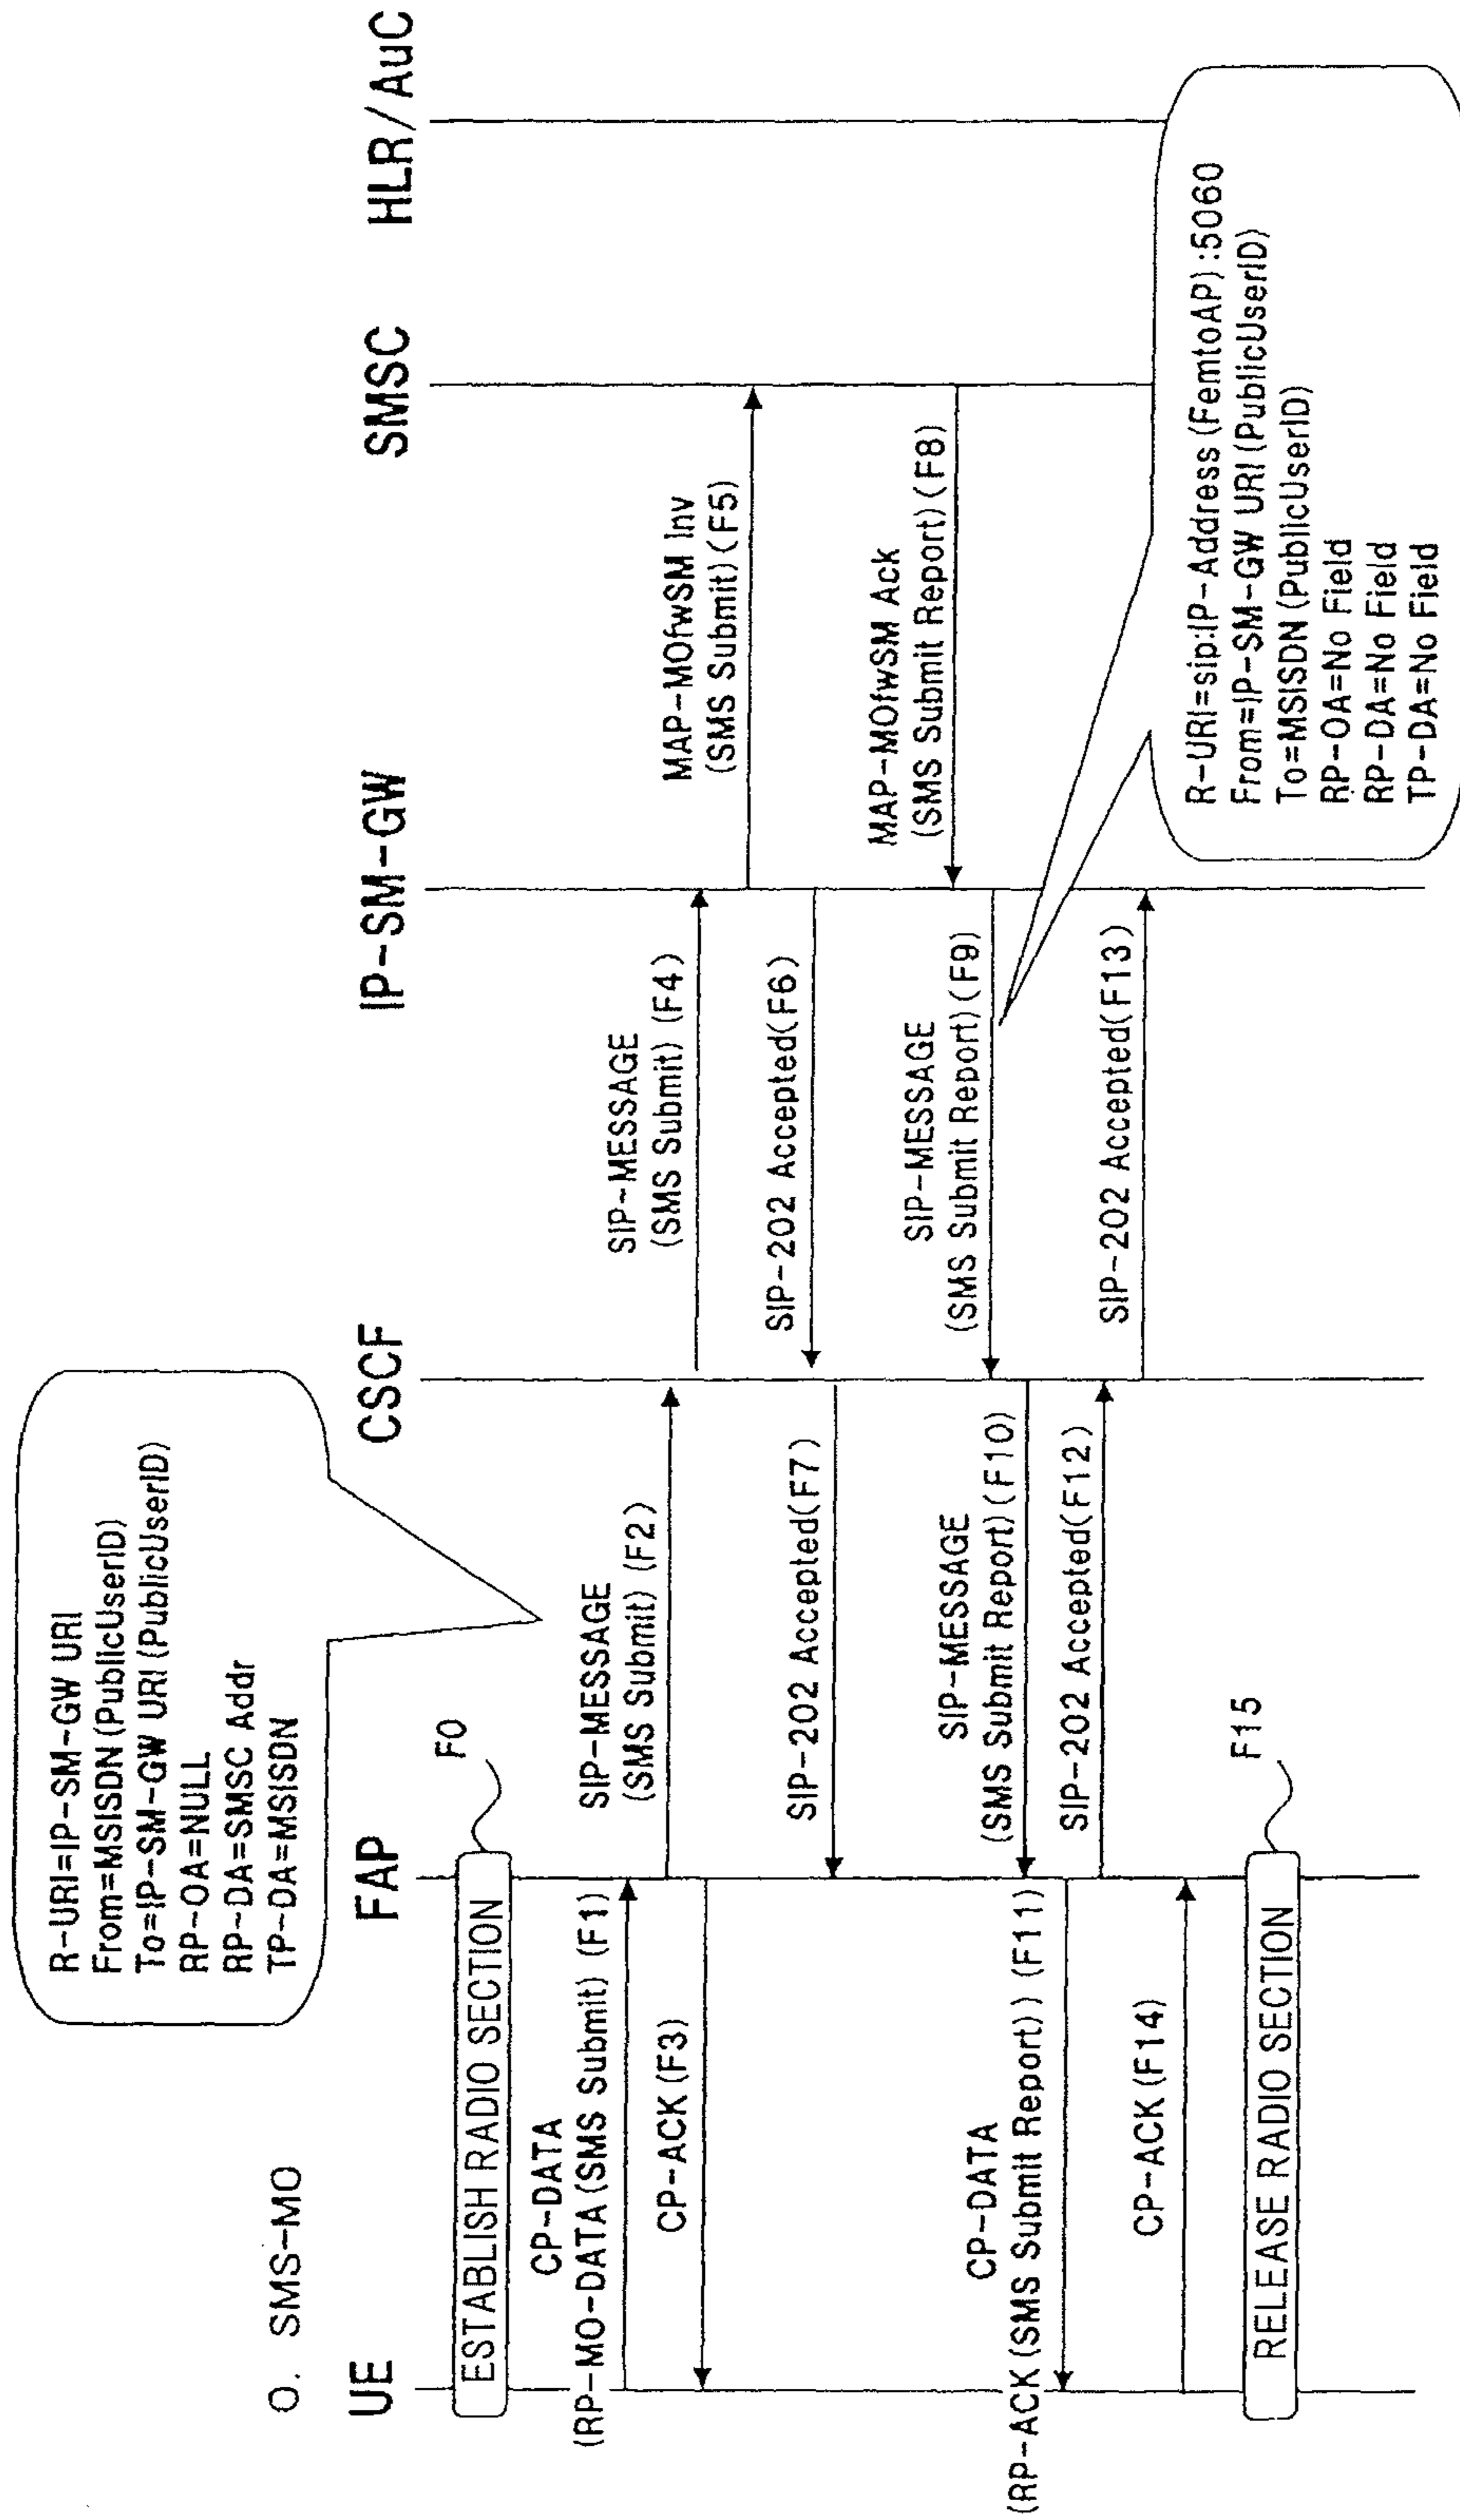 O. SMS-MO
R-URI=IP-SM-GW URI
From=MSISDN(PublicUserID)
To=IP-SM-GW URI(PublicUserID)
RP-OA=NULL
RP-DA=SMSC Addr
TP-DA=MSISDN
UE
FAP
CSCF
IP-SM-GW
SMSC
HLR/AuC
ESTABLISH RADIO SECTION
F0
CP-DATA
(RP-MO-DATA(SMS Submit) (F1)
SIP-MESSAGE
(SMS Submit) (F2)
CP-ACK(F3)
SIP-MESSAGE
(SMS Submit) (F4)
MAP-MOfwSM Inv
(SMS Submit)(F5)
SIP-202 Accepted(F6)
SIP-202 Accepted(F7)
MAP-MOfwSM Ack
(SMS Submit Report)(F8)
SIP-MESSAGE
(SMS Submit Report)(F9)
SIP-MESSAGE
(SMS Submit Report)(F10)
CP-DATA
(RP-ACK(SMS Submit Report)) (F11)
SIP-202 Accepted(F12)
SIP-202 Accepted(F13)
CP-ACK(F14)
RELEASE RADIO SECTION
F15
R-URI=sip:IP-Address(FemtoAP):5060
From=IP-SM-GW URI(PublicUserID)
To=MSISDN(PublicUserID)
RP-OA=No Field
RP-DA=No Field
TP-DA=No Field